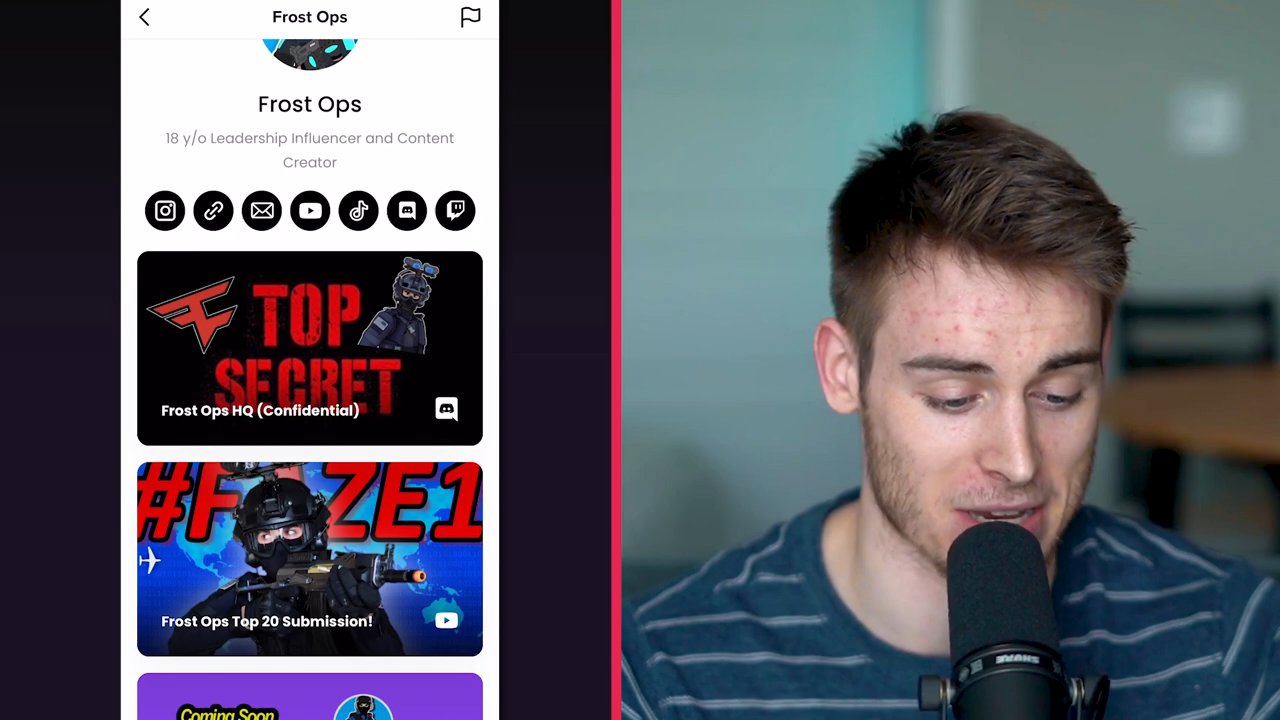 Frost Ops
Frost Ops
18 y/o Leadership Influencer and Content
Creator
TOP
SECRET
Frost Ops HQ (Confidential)
#F ZE1
Frost Ops Top 20 Submission!
Coming Soon
SHURE